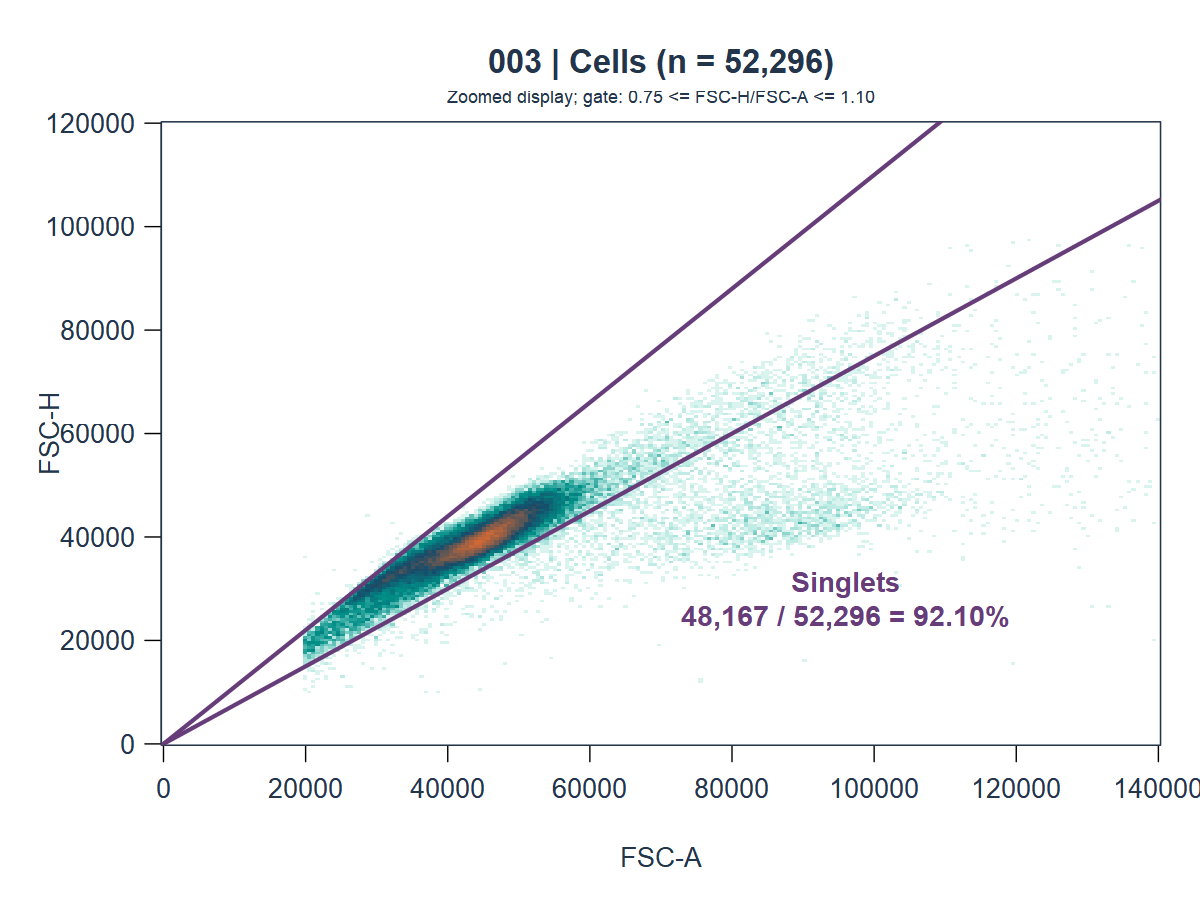 003 | Cells (n = 52,296)
Zoomed display; gate: 0.75 <= FSC-H/FSC-A <= 1.10
120000
100000
80000
60000
40000
20000
0
FSC-H
Singlets
48,167 / 52,296 = 92.10%
0
20000
40000
60000
80000
100000
120000
140000
FSC-A